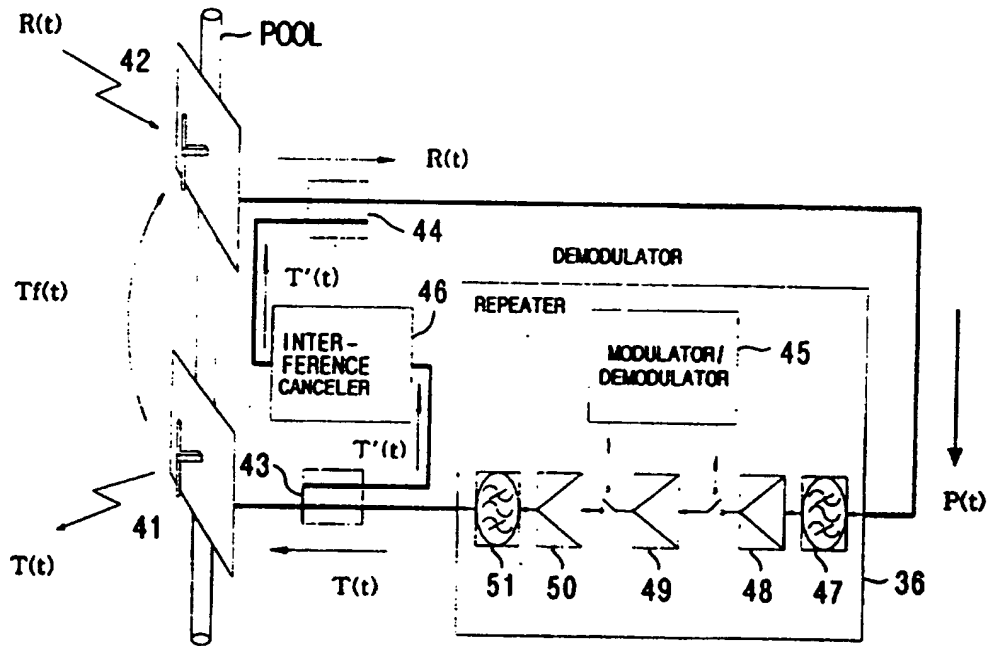 R(t)
42
POOL
R(t)
44
DEMODULATOR
T'(t)
46
REPEATER
Tf(t)
INTER-
FERENCE
CANCELER
MODULATOR/
DEMODULATOR
45
T'(t)
43
P(t)
41
T(t)
T(t)
51
50
49
48
47
36